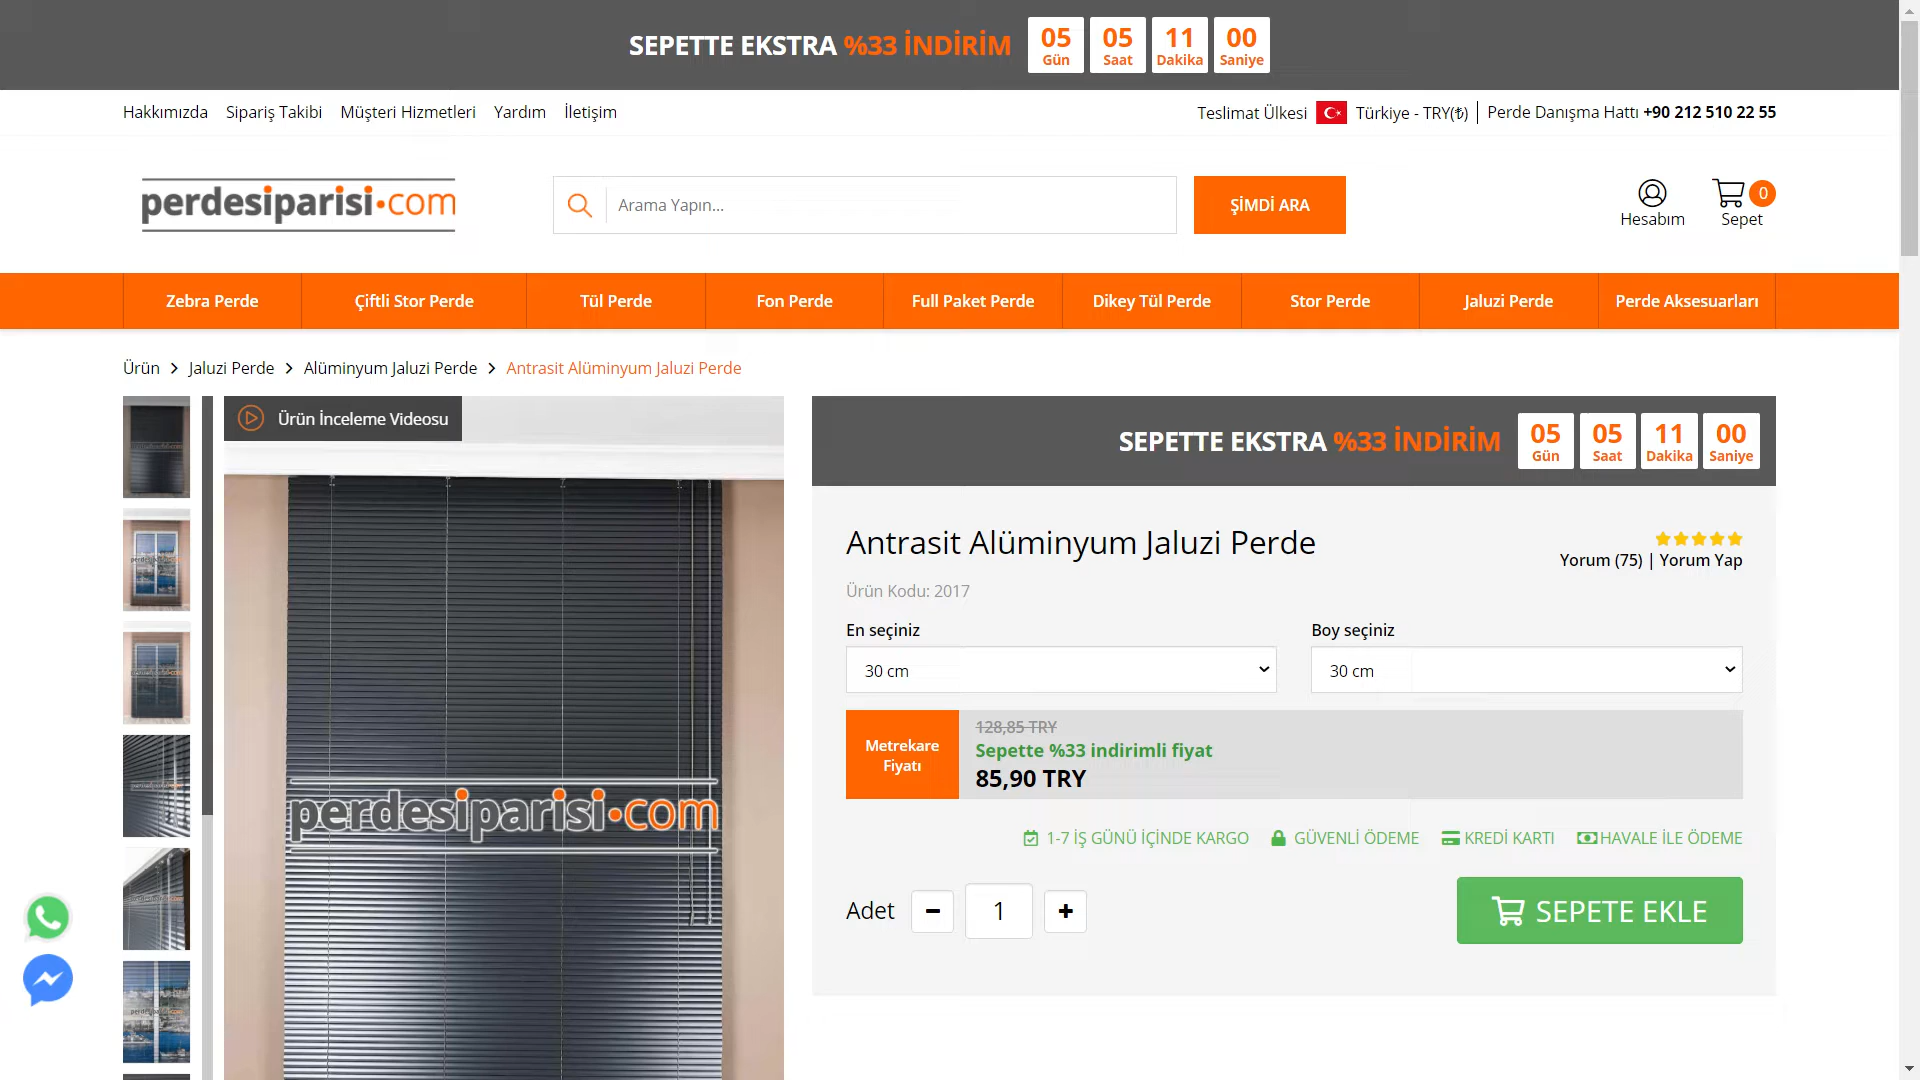 SEPETTE EKSTRA %33 İNDİRİM
05 Gün
05 Saat
11 Dakika
00 Saniye
Hakkımızda Sipariş Takibi Müşteri Hizmetleri Yardım İletişim
Teslimat Ülkesi Türkiye - TRY(₺) Perde Danışma Hattı +90 212 510 22 55
perdesiparisi•com
Arama Yapın...
ŞİMDİ ARA
Hesabım
0
Sepet
Zebra Perde Çiftli Stor Perde Tül Perde Fon Perde Full Paket Perde Dikey Tül Perde Stor Perde Jaluzi Perde Perde Aksesuarları
Ürün > Jaluzi Perde > Alüminyum Jaluzi Perde > Antrasit Alüminyum Jaluzi Perde
Ürün İnceleme Videosu
perdesiparisi•com
SEPETTE EKSTRA %33 İNDİRİM
05 Gün
05 Saat
11 Dakika
00 Saniye
Antrasit Alüminyum Jaluzi Perde
Yorum (75) | Yorum Yap
Ürün Kodu: 2017
En seçiniz
30 cm
Boy seçiniz
30 cm
Metrekare
Fiyatı
128,85 TRY
Sepette %33 indirimli fiyat
85,90 TRY
1-7 İŞ GÜNÜ İÇİNDE KARGO GÜVENLİ ÖDEME KREDİ KARTI HAVALE İLE ÖDEME
Adet - 1 +
SEPETE EKLE